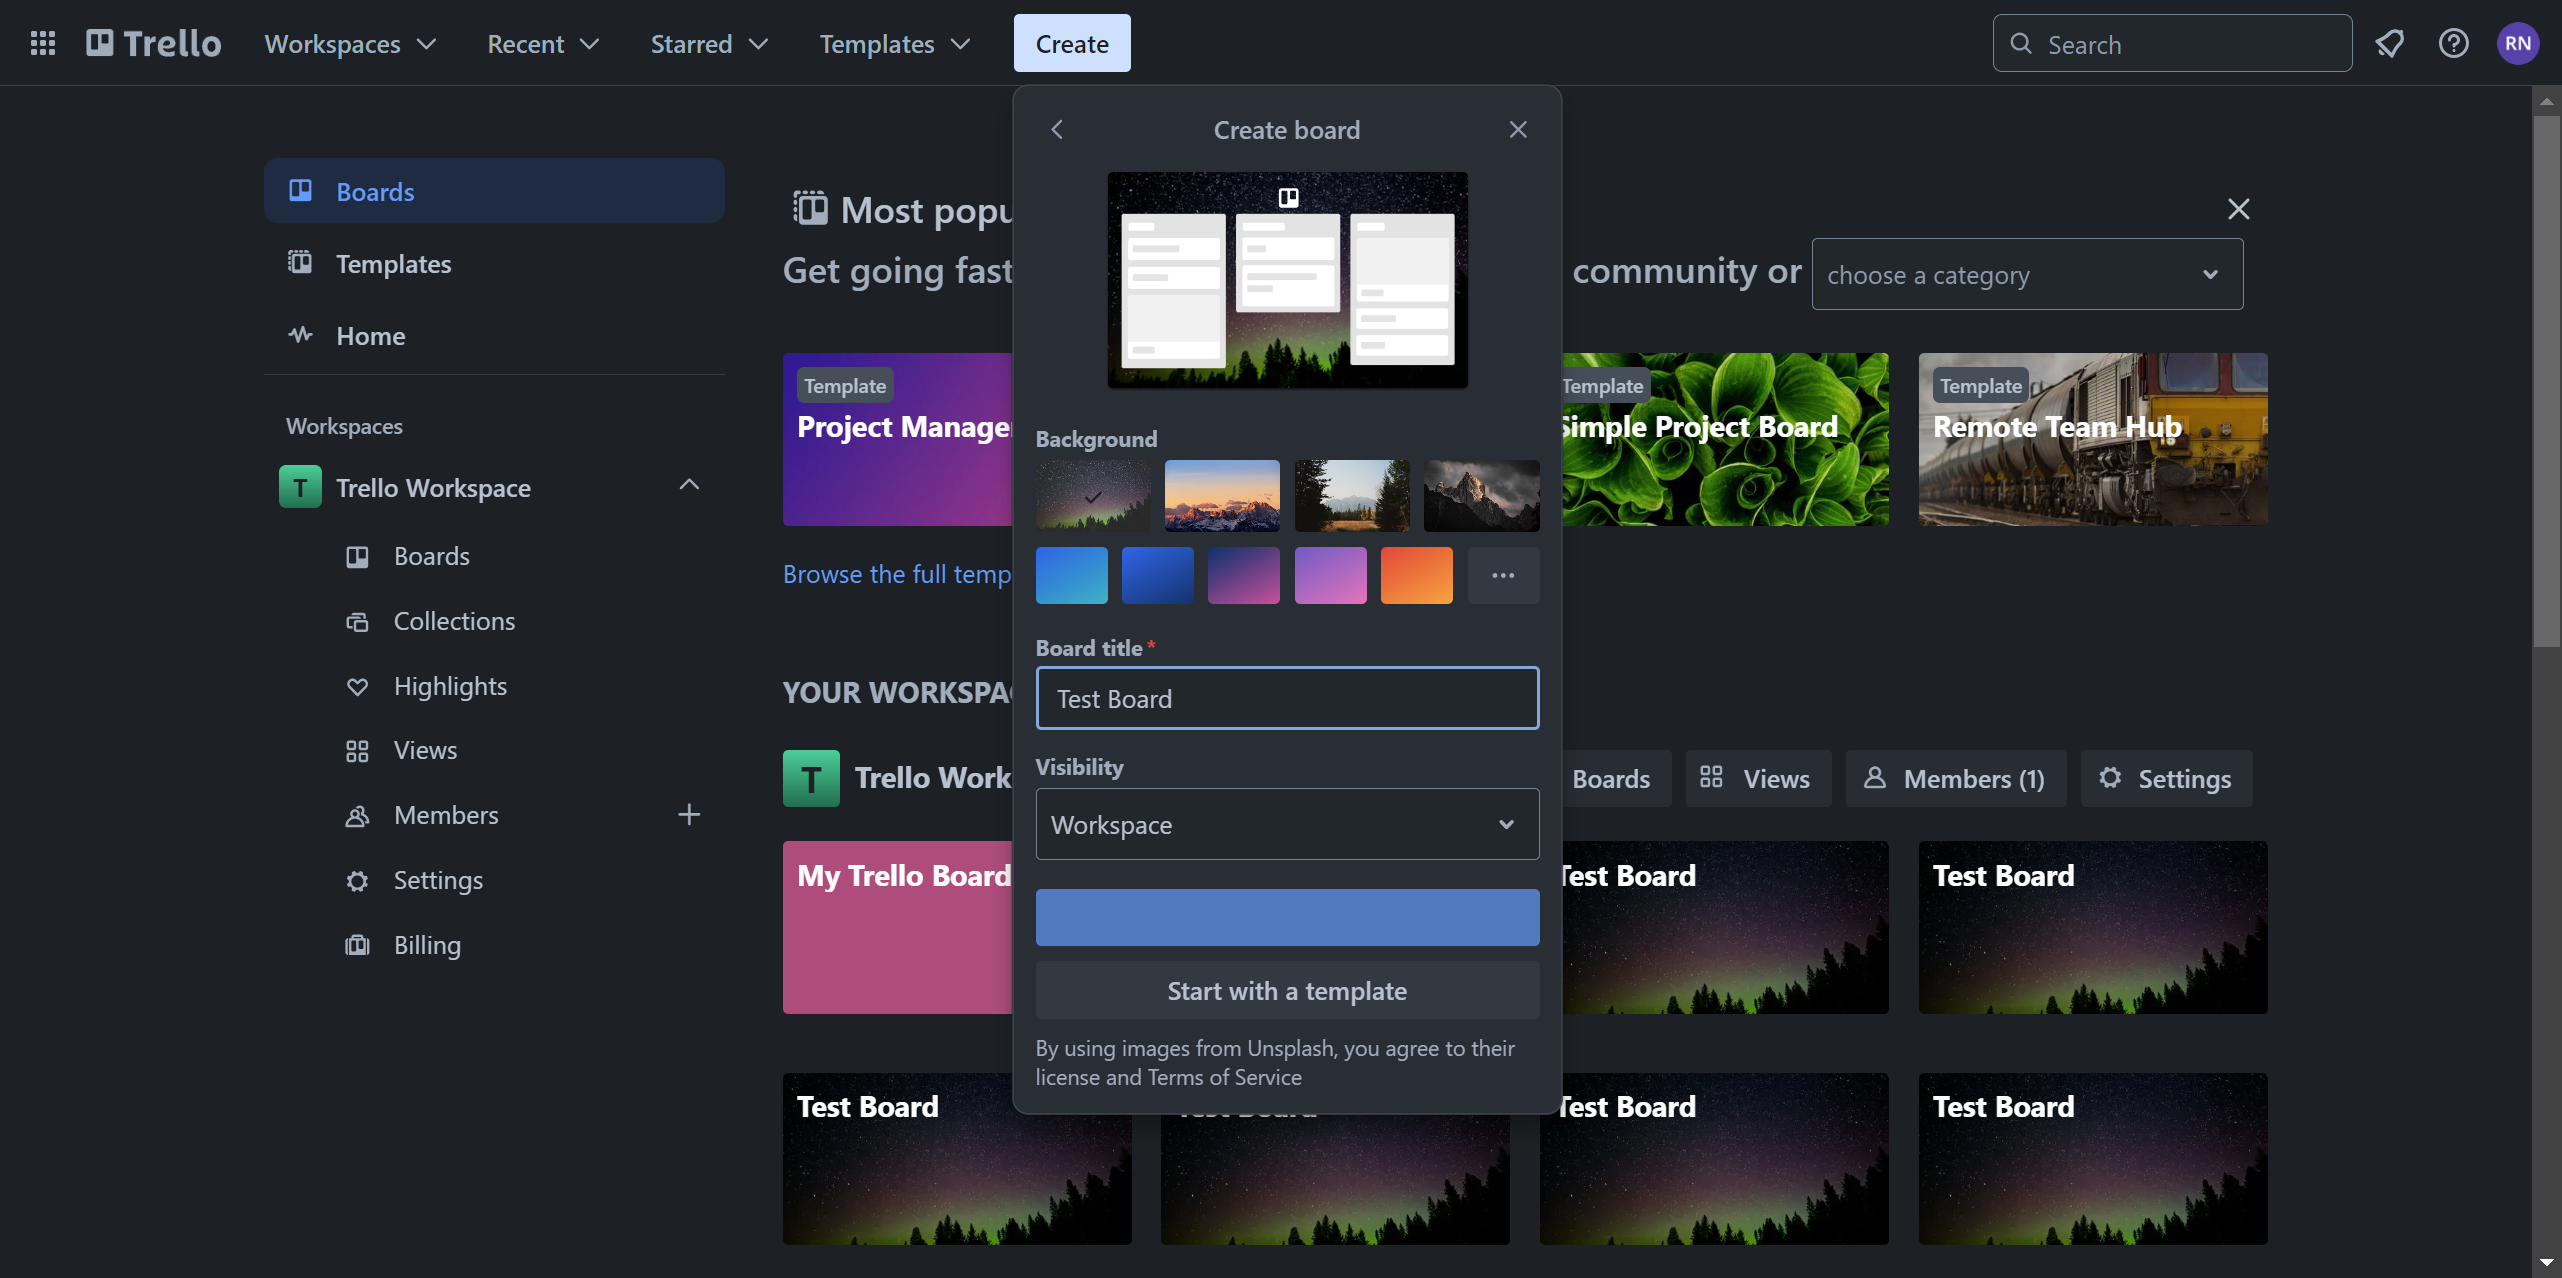 Trello
Workspaces
Recent
Starred
Templates
Create
Search
RN
Boards
Templates
Home
Workspaces
T
Trello Workspace
Boards
Collections
Highlights
Views
Members
Settings
Billing
Most popu
Get going fast
community or
choose a category
Template
Project Manage
Template
Simple Project Board
Template
Remote Team Hub
Browse the full temp
YOUR WORKSPA
T
Trello Work
Boards
Views
Members (1)
Settings
My Trello Board
Test Board
Test Board
Test Board
Test Board
Test Board
Test Board
Create board
Background
Board title *
Test Board
Visibility
Workspace
Start with a template
By using images from Unsplash, you agree to their
license and Terms of Service